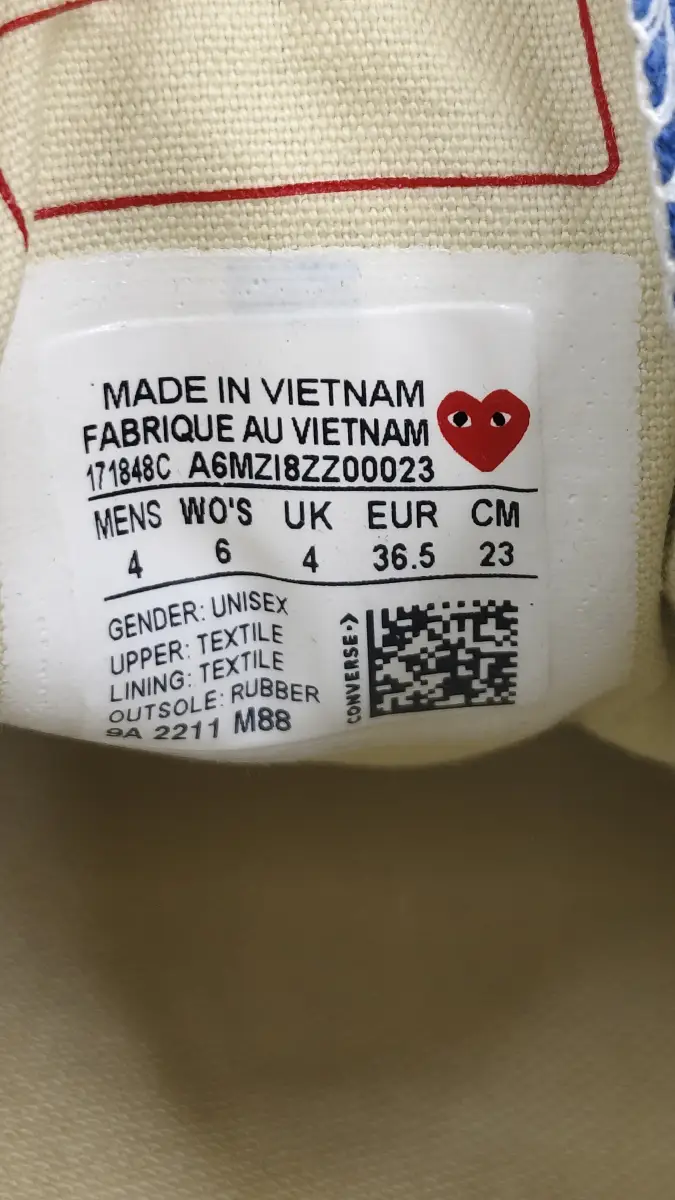 MADE IN VIETNAM
FABRIQUE AU VIETNAM
171848C A6MZI8ZZ00023
MENS WO'S UK EUR CM
4 6 4 36.5 23
GENDER: UNISEX
UPPER: TEXTILE
LINING: TEXTILE
OUTSOLE: RUBBER
9A 2211 M88
CONVERSE